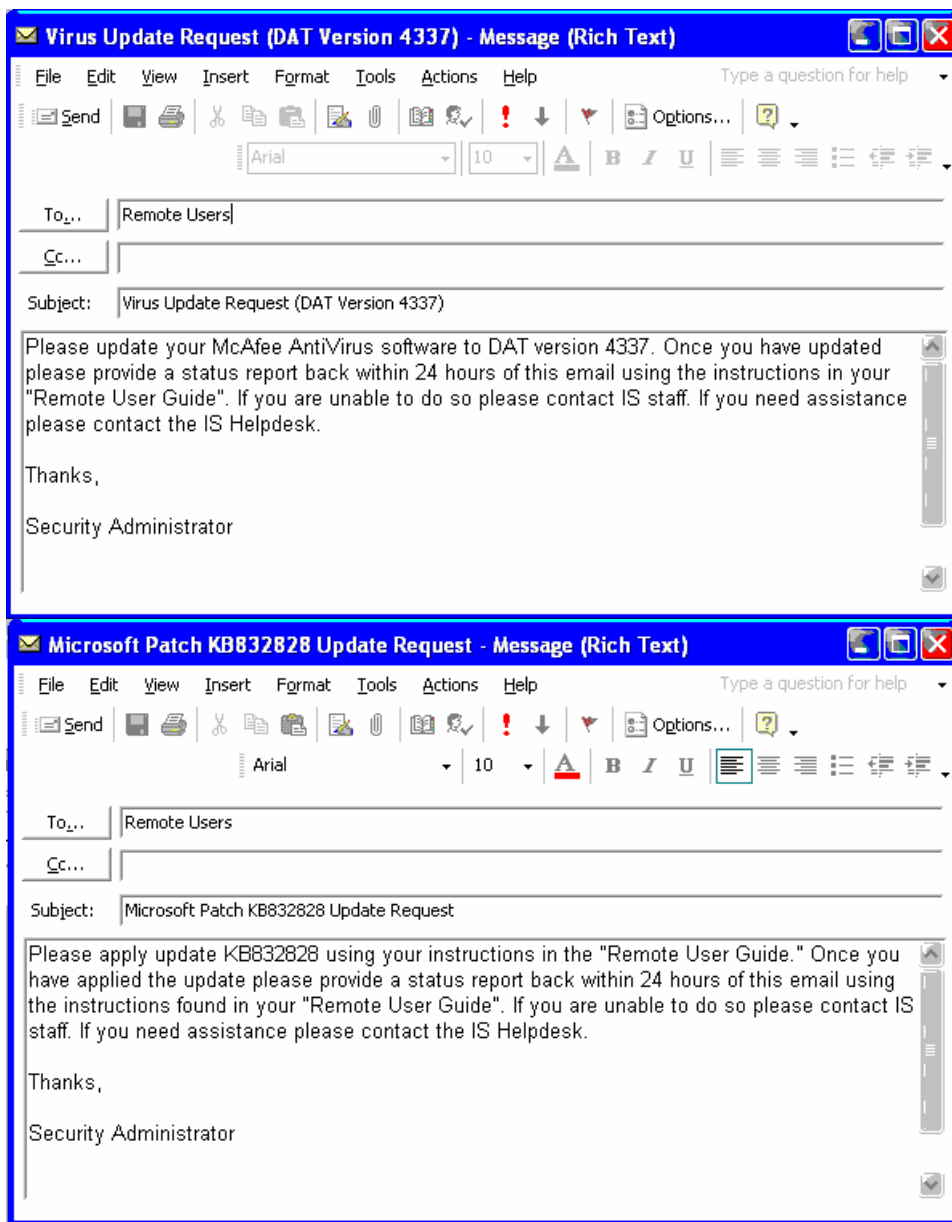 Virus Update Request (DAT Version 4337) - Message (Rich Text)
File Edit View Insert Format Tools Actions Help Type a question for help
Send Options...
Arial 10 A B I U
To... Remote Users
Cc...
Subject: Virus Update Request (DAT Version 4337)
Please update your McAfee AntiVirus software to DAT version 4337. Once you have updated
please provide a status report back within 24 hours of this email using the instructions in your
"Remote User Guide". If you are unable to do so please contact IS staff. If you need assistance
please contact the IS Helpdesk.
Thanks,
Security Administrator
Microsoft Patch KB832828 Update Request - Message (Rich Text)
File Edit View Insert Format Tools Actions Help Type a question for help
Send Options...
Arial 10 A B I U
To... Remote Users
Cc...
Subject: Microsoft Patch KB832828 Update Request
Please apply update KB832828 using your instructions in the "Remote User Guide." Once you
have applied the update please provide a status report back within 24 hours of this email using
the instructions found in your "Remote User Guide". If you are unable to do so please contact IS
staff. If you need assistance please contact the IS Helpdesk.
Thanks,
Security Administrator